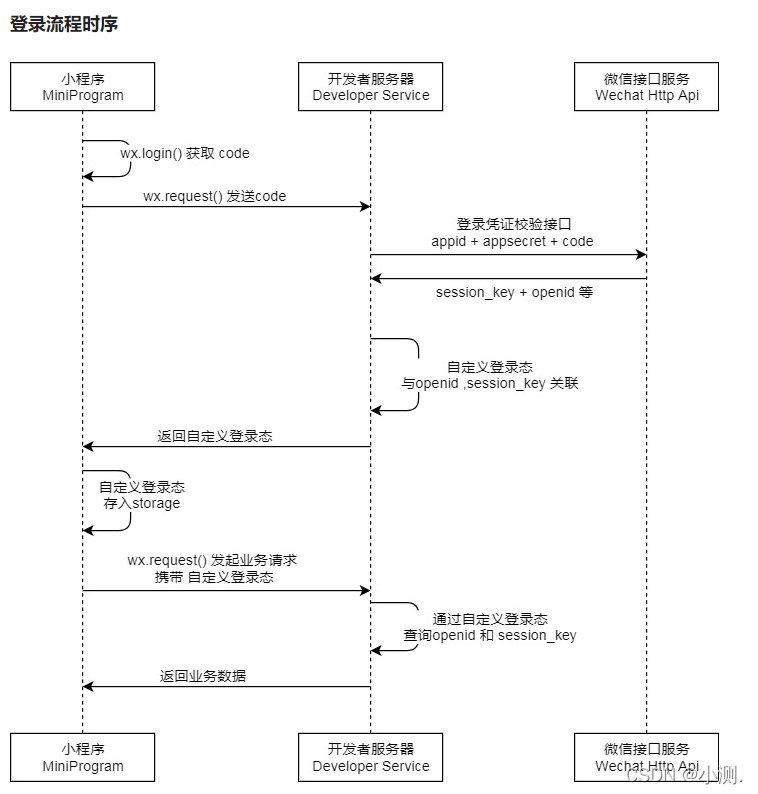 登录流程时序
小程序
MiniProgram
开发者服务器
Developer Service
微信接口服务
Wechat Http Api
wx.login() 获取 code
wx.request() 发送code
登录凭证校验接口
appid + appsecret + code
session_key + openid 等
自定义登录态
与openid ,session_key 关联
返回自定义登录态
自定义登录态
存入storage
wx.request() 发起业务请求
携带 自定义登录态
通过自定义登录态
查询openid 和 session_key
返回业务数据
小程序
MiniProgram
开发者服务器
Developer Service
微信接口服务
Wechat Http Api
CSDN @小测.